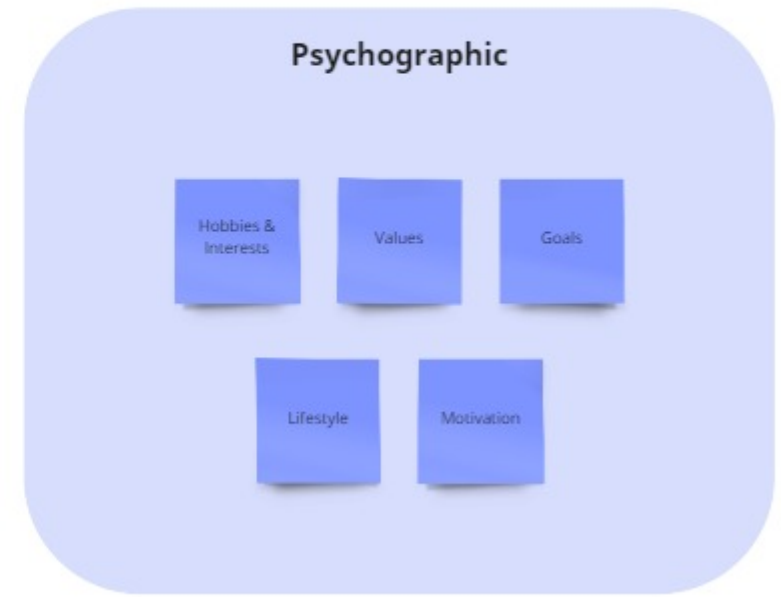 Psychographic
Hobbies &
Interests
Values
Goals
Lifestyle
Motivation